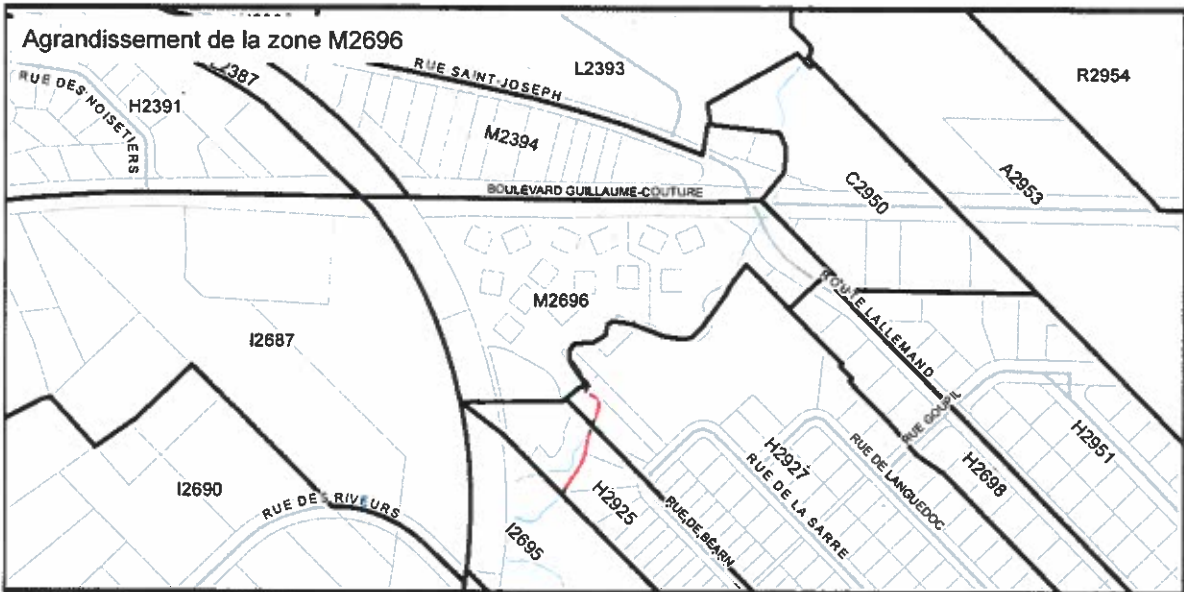 Agrandissement de la zone M2696
RUE DES NOISETIERS
H2391
RUE SAINT-JOSEPH
L2393
R2954
M2394
BOULEVARD GUILLAUME-COUTURE
C2950
A2953
M2696
ROUTE LALLEMAND
I2687
RUE GOUPIL
H2951
H2927
RUE DE LANGUEDOC
H2698
RUE DE LA SARRE
I2690
RUE DES RIVEURS
H2925
RUE DE BÉARN
I2695